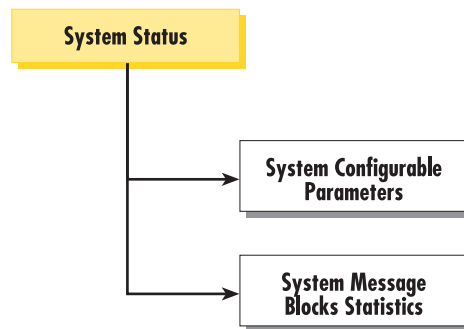 System Status
System Configurable
Parameters
System Message
Blocks Statistics